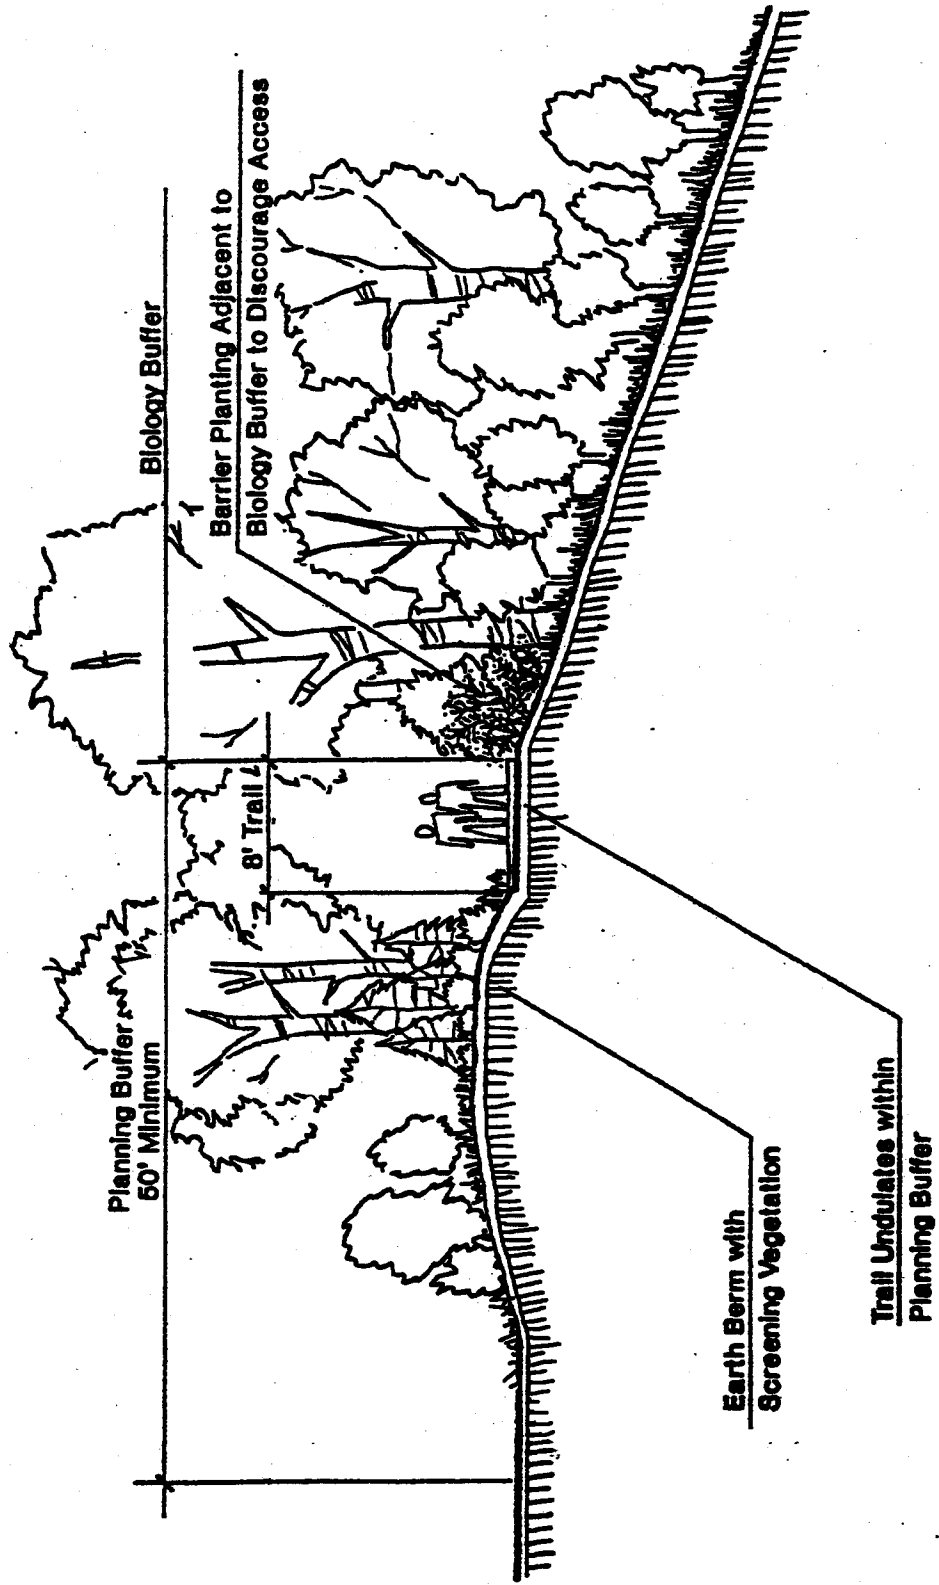 Planning Buffer
50' Minimum
Biology Buffer
8' Trail
Barrier Planting Adjacent to
Biology Buffer to Discourage Access
Earth Berm with
Screening Vegetation
Trail Undulates within
Planning Buffer